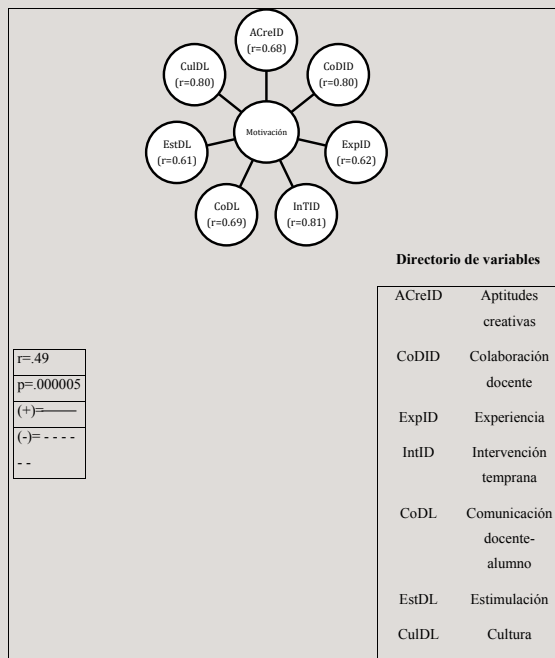 ACreID
(r=0.68)
CulDL
(r=0.80)
CoDID
(r=0.80)
EstDL
(r=0.61)
Motivación
ExpID
(r=0.62)
CoDL
(r=0.69)
InTID
(r=0.81)
Directorio de variables
ACreID Aptitudes
creativas
CoDID Colaboración
docente
ExpID Experiencia
IntID Intervención
temprana
CoDL Comunicación
docente-
alumno
EstDL Estimulación
CulDL Cultura
r=.49
p=.000005
(+)=———
(-)= - - - -
- -